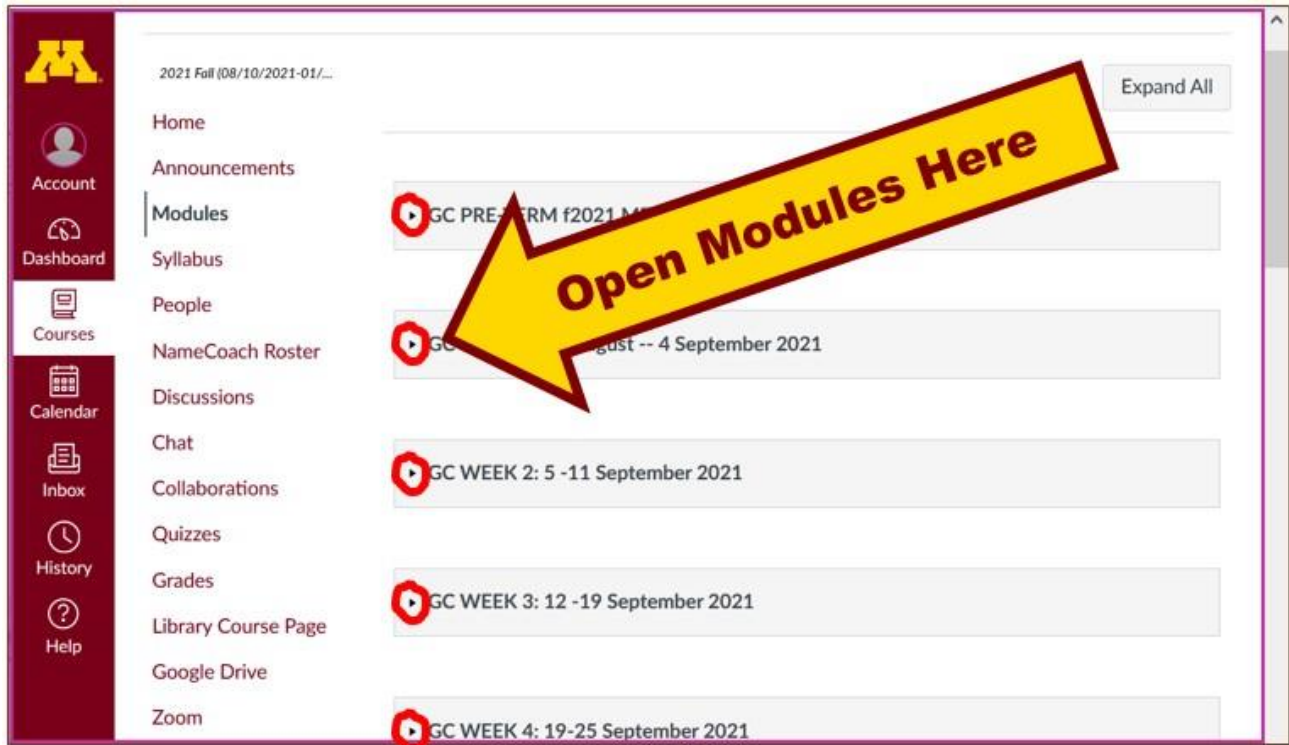 M
Account
Dashboard
Courses
Calendar
Inbox
History
Help
2021 Fall (08/10/2021-01/...
Home
Announcements
Modules
Syllabus
People
NameCoach Roster
Discussions
Chat
Collaborations
Quizzes
Grades
Library Course Page
Google Drive
Zoom
Expand All
Open Modules Here
GC PRE- f2021
-- 4 September 2021
GC WEEK 2: 5 -11 September 2021
GC WEEK 3: 12 -19 September 2021
GC WEEK 4: 19-25 September 2021